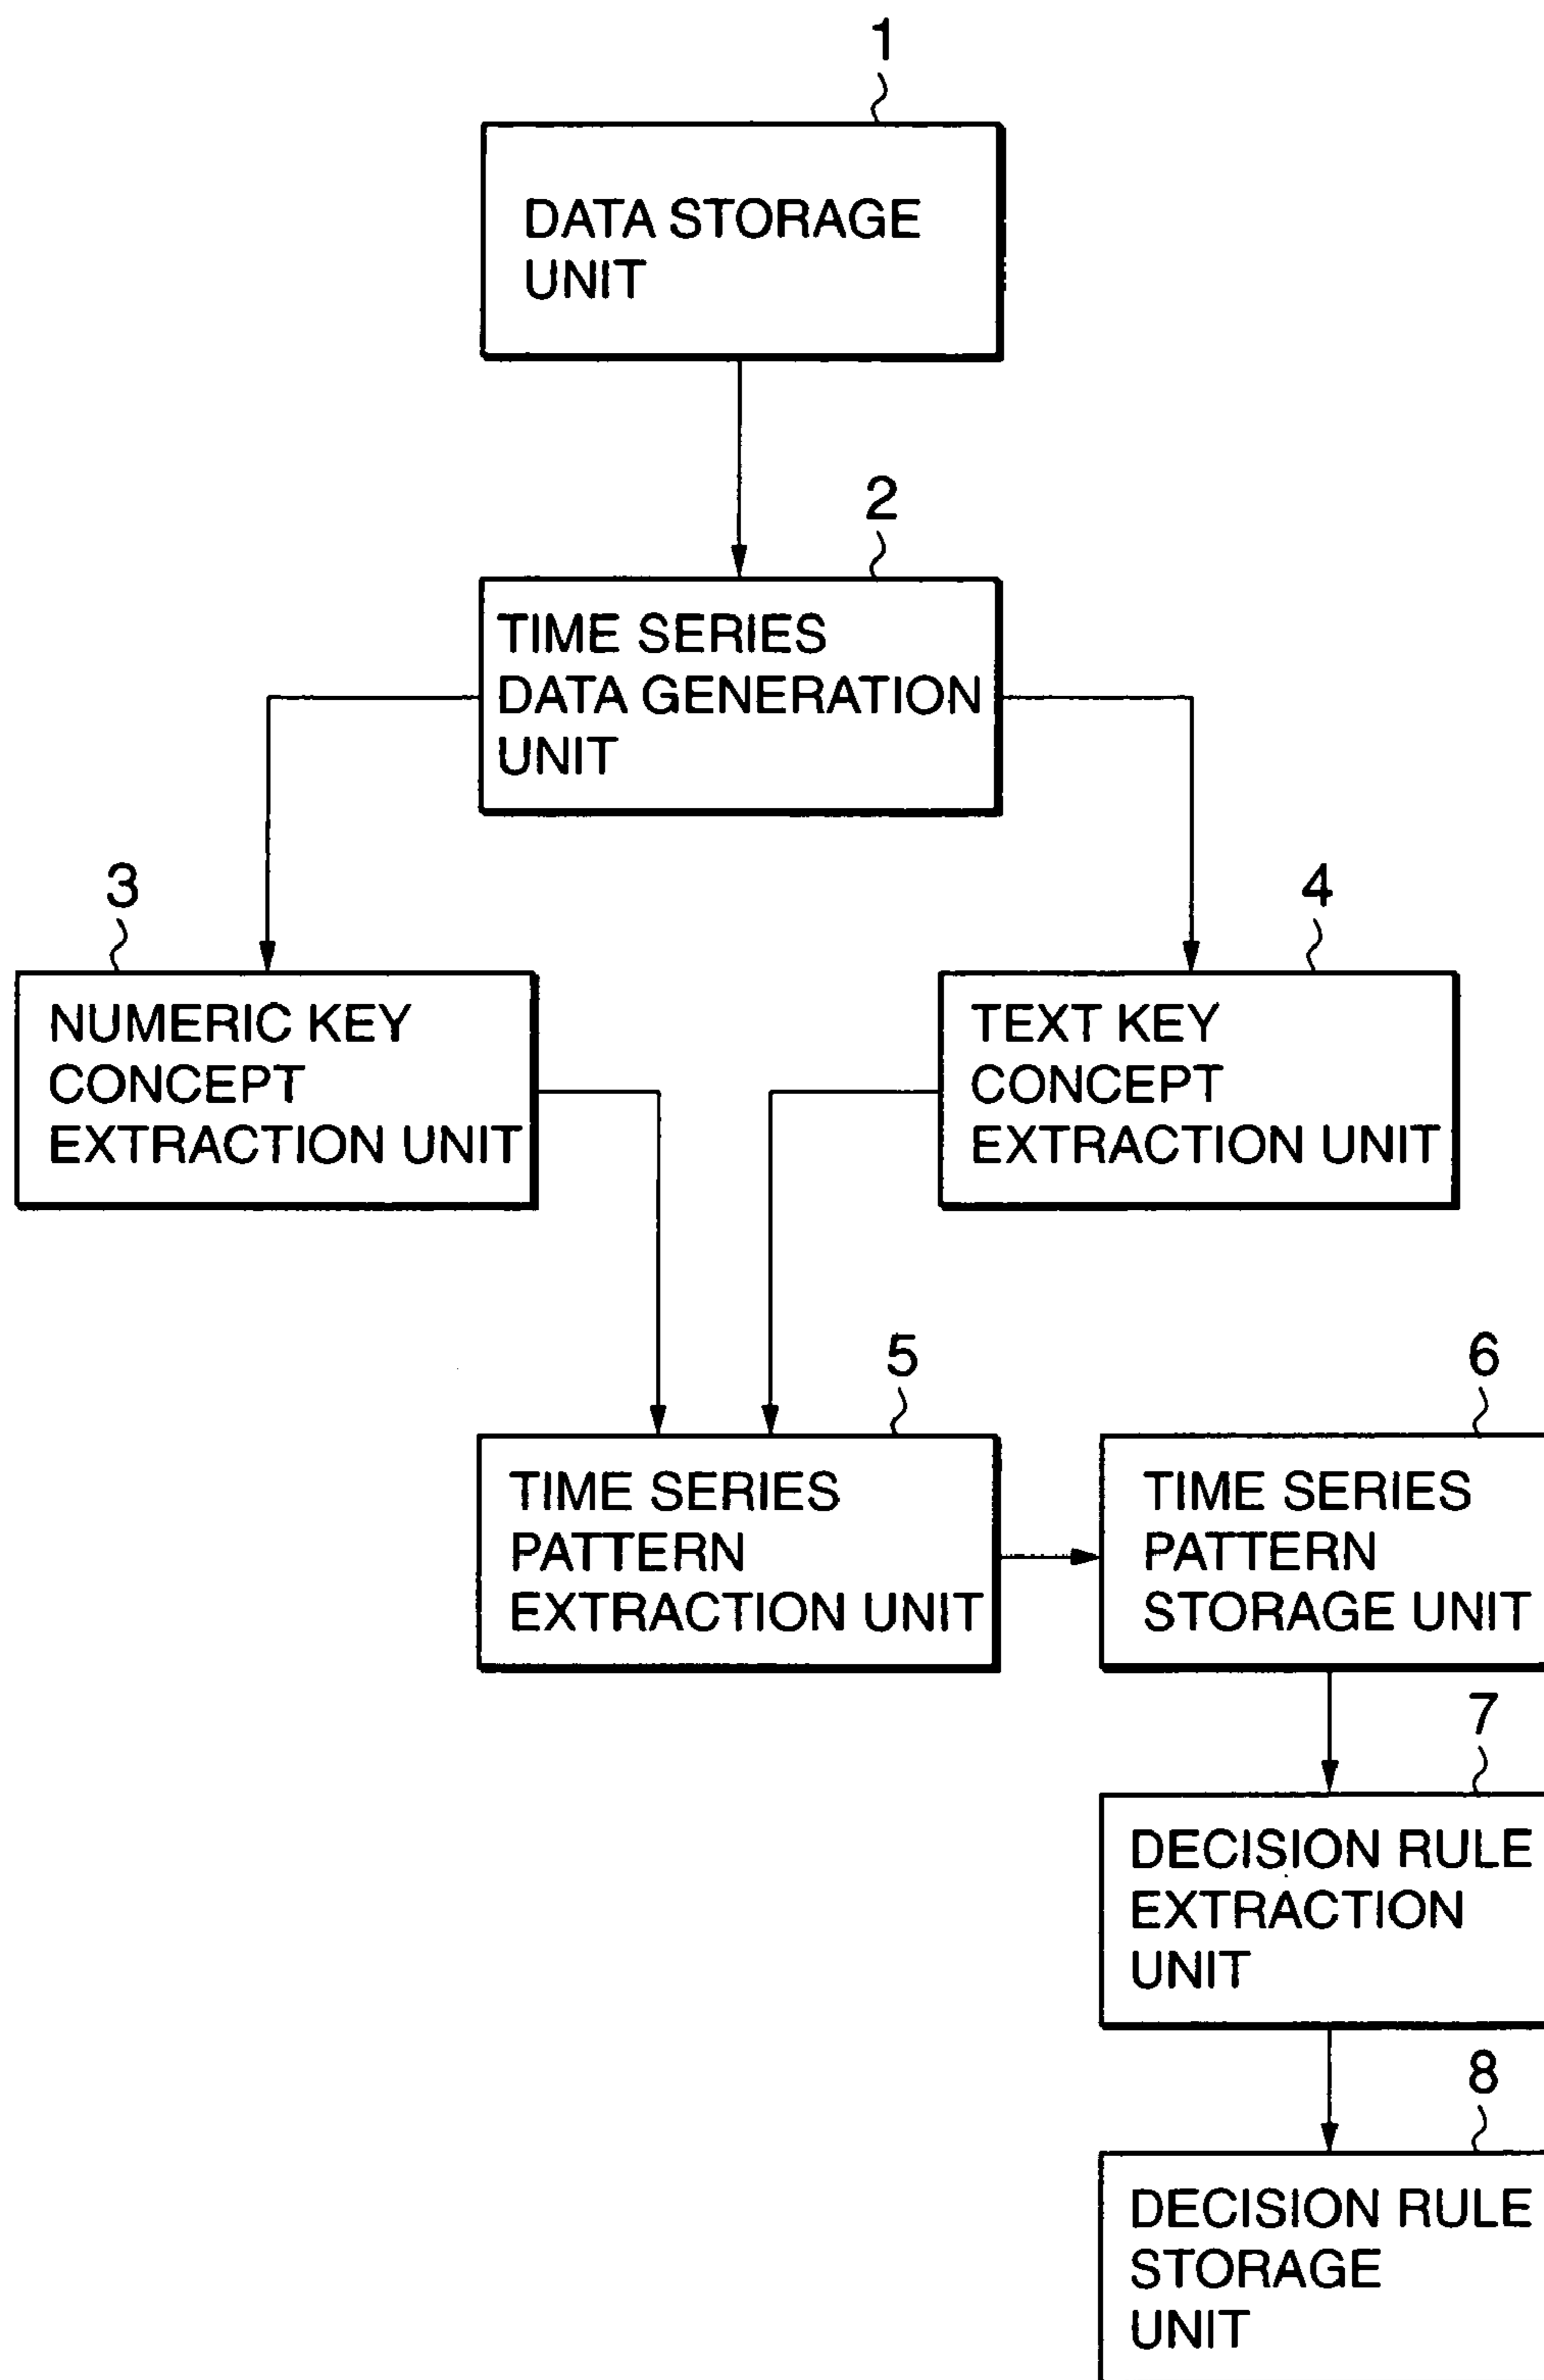 1
DATA STORAGE
UNIT
2
TIME SERIES
DATA GENERATION
UNIT
3
NUMERIC KEY
CONCEPT
EXTRACTION UNIT
4
TEXT KEY
CONCEPT
EXTRACTION UNIT
5
TIME SERIES
PATTERN
EXTRACTION UNIT
6
TIME SERIES
PATTERN
STORAGE UNIT
7
DECISION RULE
EXTRACTION
UNIT
8
DECISION RULE
STORAGE
UNIT